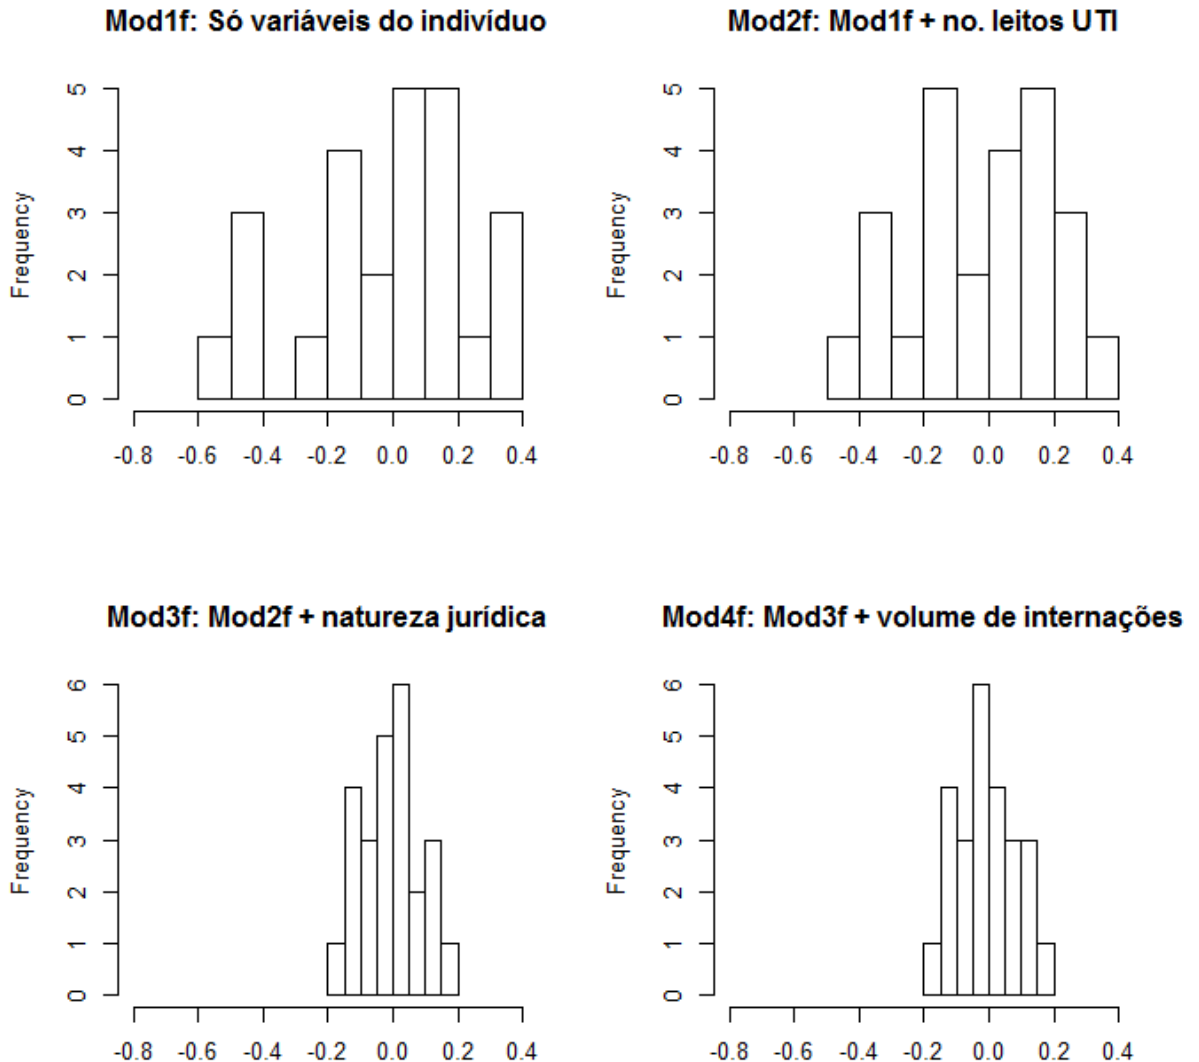 Mod1f: Só variáveis do indivíduo
Frequency
5
4
3
2
1
0
-0.8 -0.6 -0.4 -0.2 0.0 0.2 0.4
Mod2f: Mod1f + no. leitos UTI
Frequency
5
4
3
2
1
0
-0.8 -0.6 -0.4 -0.2 0.0 0.2 0.4
Mod3f: Mod2f + natureza jurídica
Frequency
6
5
4
3
2
1
0
-0.8 -0.6 -0.4 -0.2 0.0 0.2 0.4
Mod4f: Mod3f + volume de internações
Frequency
6
5
4
3
2
1
0
-0.8 -0.6 -0.4 -0.2 0.0 0.2 0.4